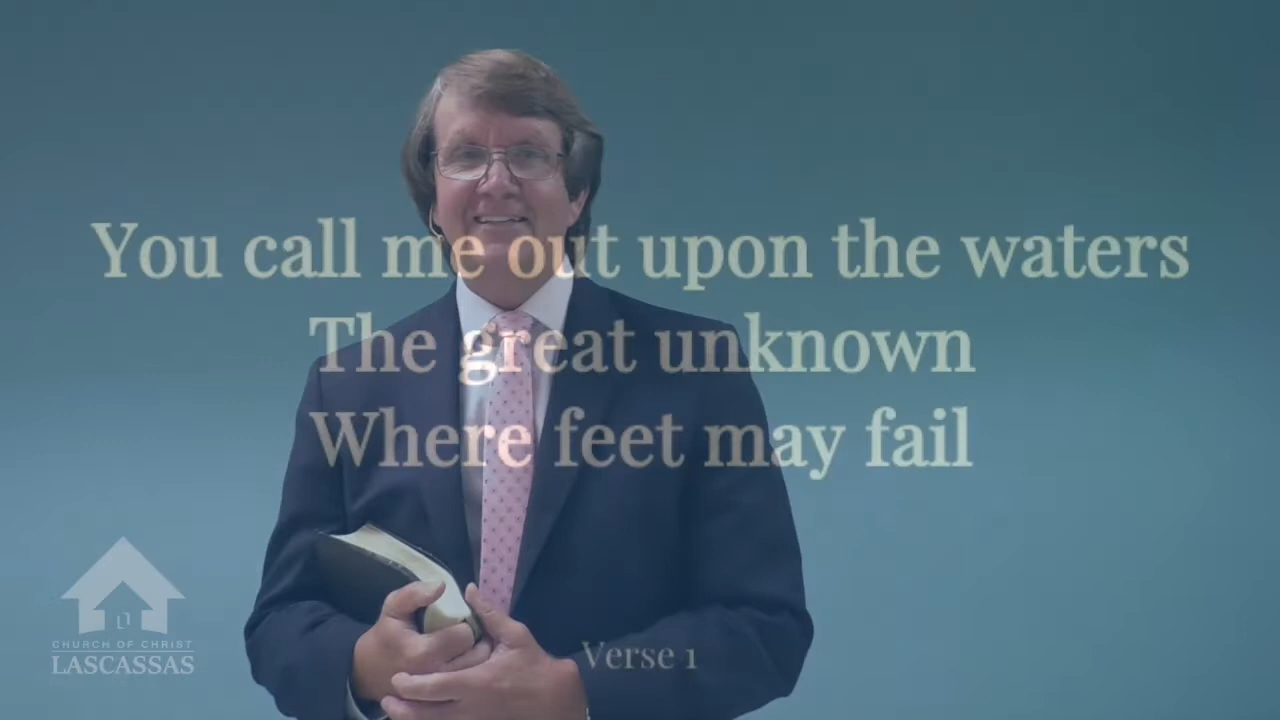 You call me out upon the waters
The great unknown
Where feet may fail
Verse 1
CHURCH OF CHRIST
LASCASSAS